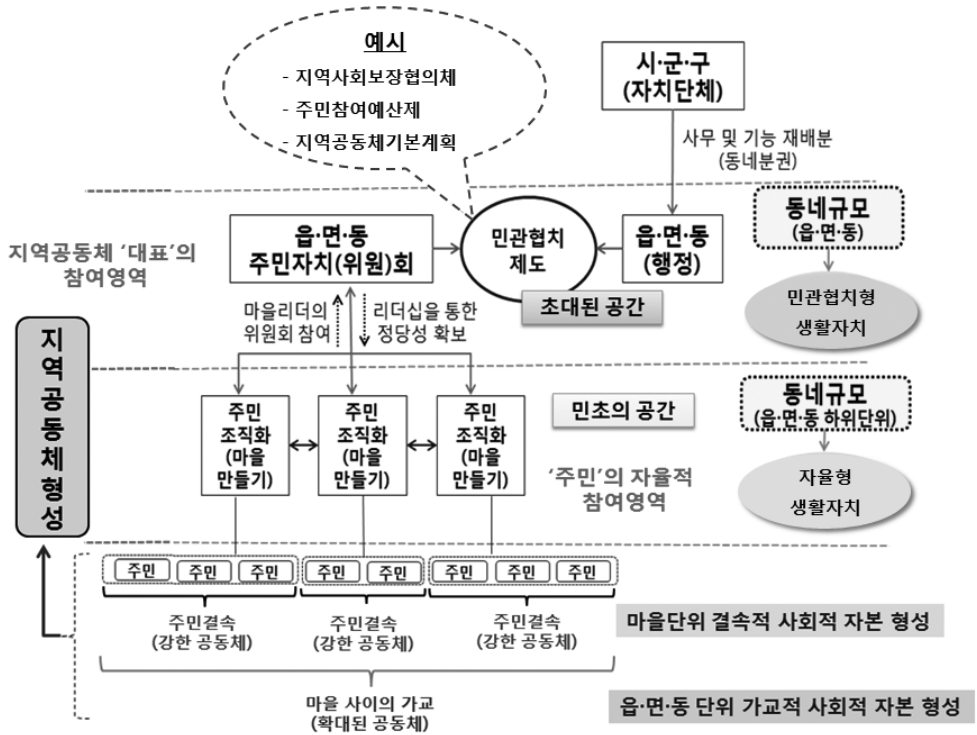 예시
- 지역사회보장협의체
- 주민참여예산제
- 지역공동체기본계획
시·군·구
(자치단체)
사무 및 기능 재배분
(동네분권)
지역공동체 ‘대표’의
참여영역
읍·면·동
주민자치(위원)회
민관협치
제도
읍·면·동
(행정)
초대된 공간
동네규모
(읍·면·동)
민관협치형
생활자치
마을리더의
위원회 참여
리더십을 통한
정당성 확보
지역공동체형성
주민
조직화
(마을
만들기)
주민
조직화
(마을
만들기)
주민
조직화
(마을
만들기)
민초의 공간
‘주민’의 자율적
참여영역
동네규모
(읍·면·동 하위단위)
자율형
생활자치
주민 주민 주민
주민 주민
주민 주민 주민
주민결속
(강한 공동체)
주민결속
(강한 공동체)
주민결속
(강한 공동체)
마을단위 결속적 사회적 자본 형성
마을 사이의 가교
(확대된 공동체)
읍·면·동 단위 가교적 사회적 자본 형성